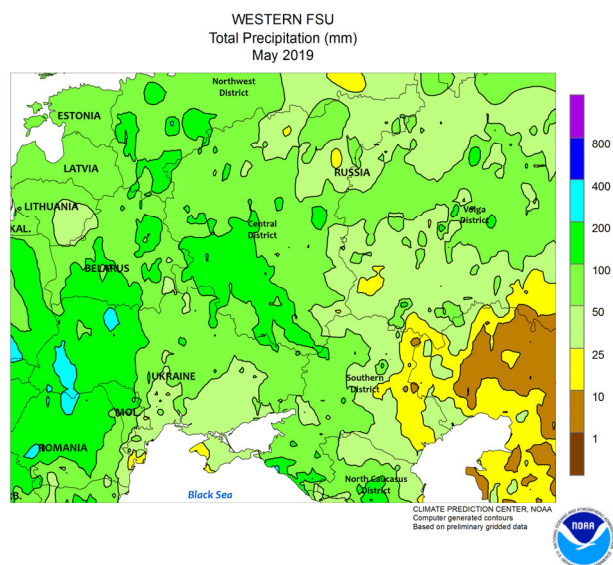 WESTERN FSU
Total Precipitation (mm)
May 2019
Northwest
District
ESTONIA
LATVIA
RUSSIA
LITHUANIA
KAL.
Central
District
Volga
District
BELARUS
UKRAINE
Southern
District
MOL.
ROMANIA
North Caucasus
District
B.
Black Sea
800
400
200
100
50
25
10
1
CLIMATE PREDICTION CENTER, NOAA
Computer generated contours
Based on preliminary gridded data
NOAA